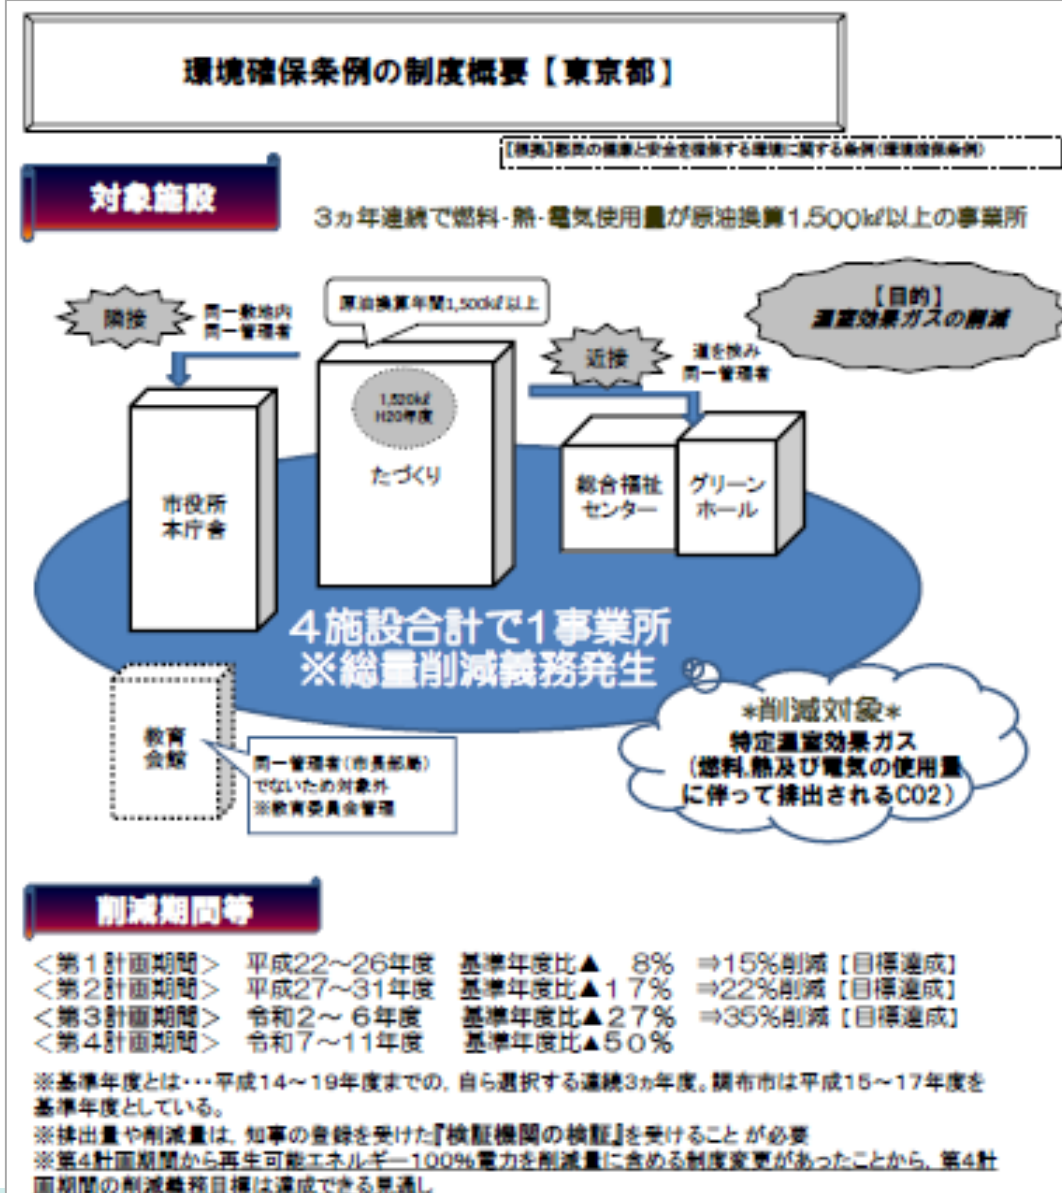 環境確保条例の制度概要【東京都】
【根拠】都民の健康と安全を確保する環境に関する条例(環境確保条例)
対象施設
3ヵ年連続で燃料・熱・電気使用量が原油換算1,500㎘以上の事業所
隣接
同一敷地内
同一管理者
原油換算年間1,500㎘以上
近接
道を挟み
同一管理者
【目的】
温室効果ガスの削減
1,520㎘
H20年度
たづくり
市役所
本庁舎
総合福祉
センター
グリーン
ホール
4施設合計で1事業所
※総量削減義務発生
教育
会館
同一管理者(市長部局)
でないため対象外
※教育委員会管理
*削減対象*
特定温室効果ガス
(燃料、熱及び電気の使用量
に伴って排出されるCO2)
削減期間等
<第1計画期間> 平成22~26年度 基準年度比▲ 8% ⇒15%削減【目標達成】
<第2計画期間> 平成27~31年度 基準年度比▲17% ⇒22%削減【目標達成】
<第3計画期間> 令和2~6年度 基準年度比▲27% ⇒35%削減【目標達成】
<第4計画期間> 令和7~11年度 基準年度比▲50%
※基準年度とは・・・平成14~19年度までの、自ら選択する連続3ヵ年度。調布市は平成15~17年度を
基準年度としている。
※排出量や削減量は、知事の登録を受けた『検証機関の検証』を受けることが必要
※第4計画期間から再生可能エネルギー100%電力を削減量に含める制度変更があったことから、第4計
画期間の削減義務目標は達成できる見通し